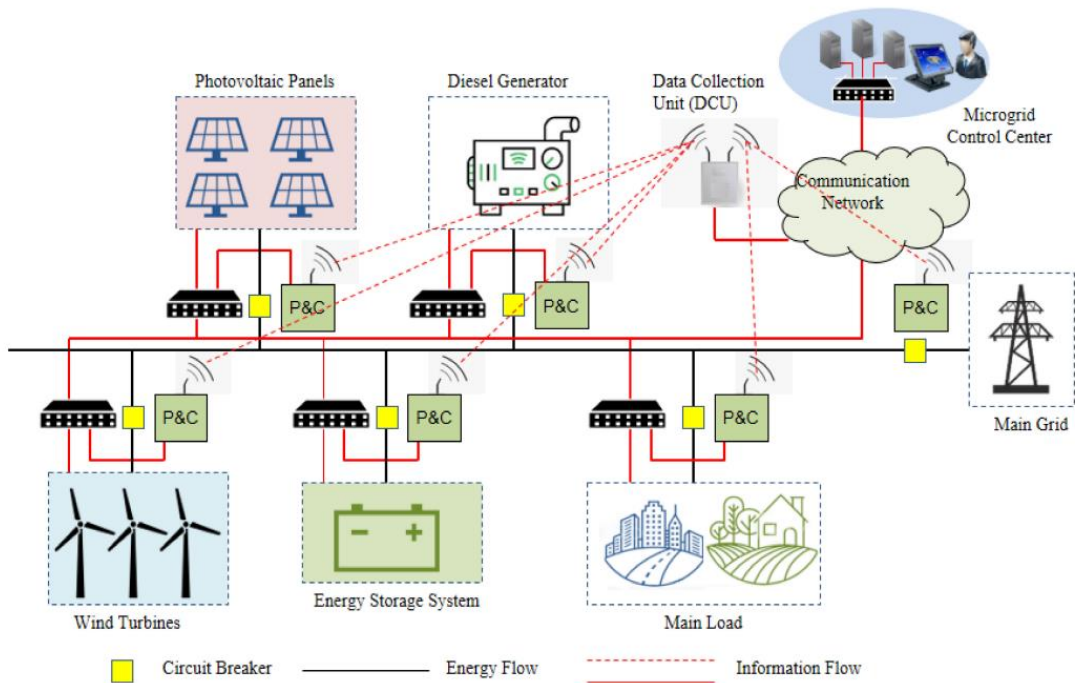 Photovoltaic Panels
Diesel Generator
Data Collection
Unit (DCU)
Microgrid
Control Center
Communication
Network
P&C
P&C
P&C
P&C
P&C
P&C
Main Grid
Wind Turbines
Energy Storage System
Main Load
Circuit Breaker
Energy Flow
Information Flow